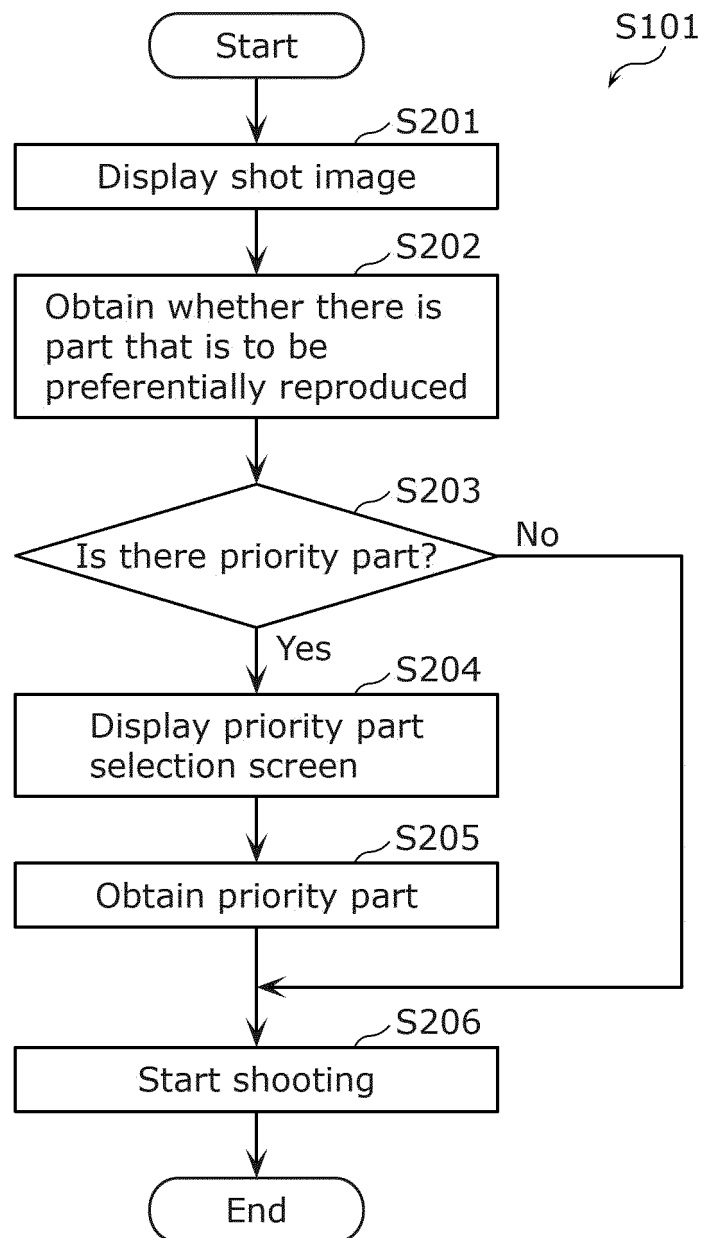 Start
S101
S201
Display shot image
S202
Obtain whether there is
part that is to be
preferentially reproduced
S203
Is there priority part?
No
Yes
S204
Display priority part
selection screen
S205
Obtain priority part
S206
Start shooting
End